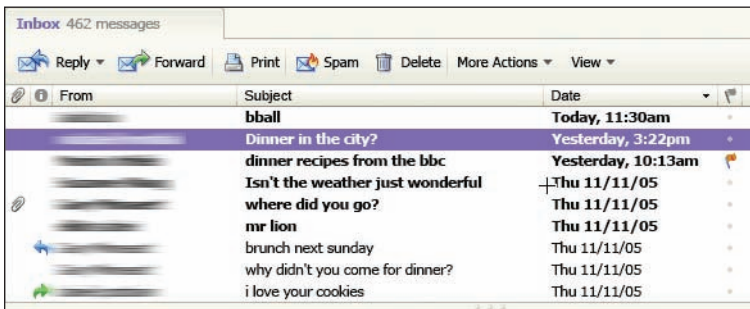 Inbox 462 messages
Reply Forward Print Spam Delete More Actions View
From Subject Date
bball Today, 11:30am
Dinner in the city? Yesterday, 3:22pm
dinner recipes from the bbc Yesterday, 10:13am
Isn't the weather just wonderful Thu 11/11/05
where did you go? Thu 11/11/05
mr lion Thu 11/11/05
brunch next sunday Thu 11/11/05
why didn't you come for dinner? Thu 11/11/05
i love your cookies Thu 11/11/05